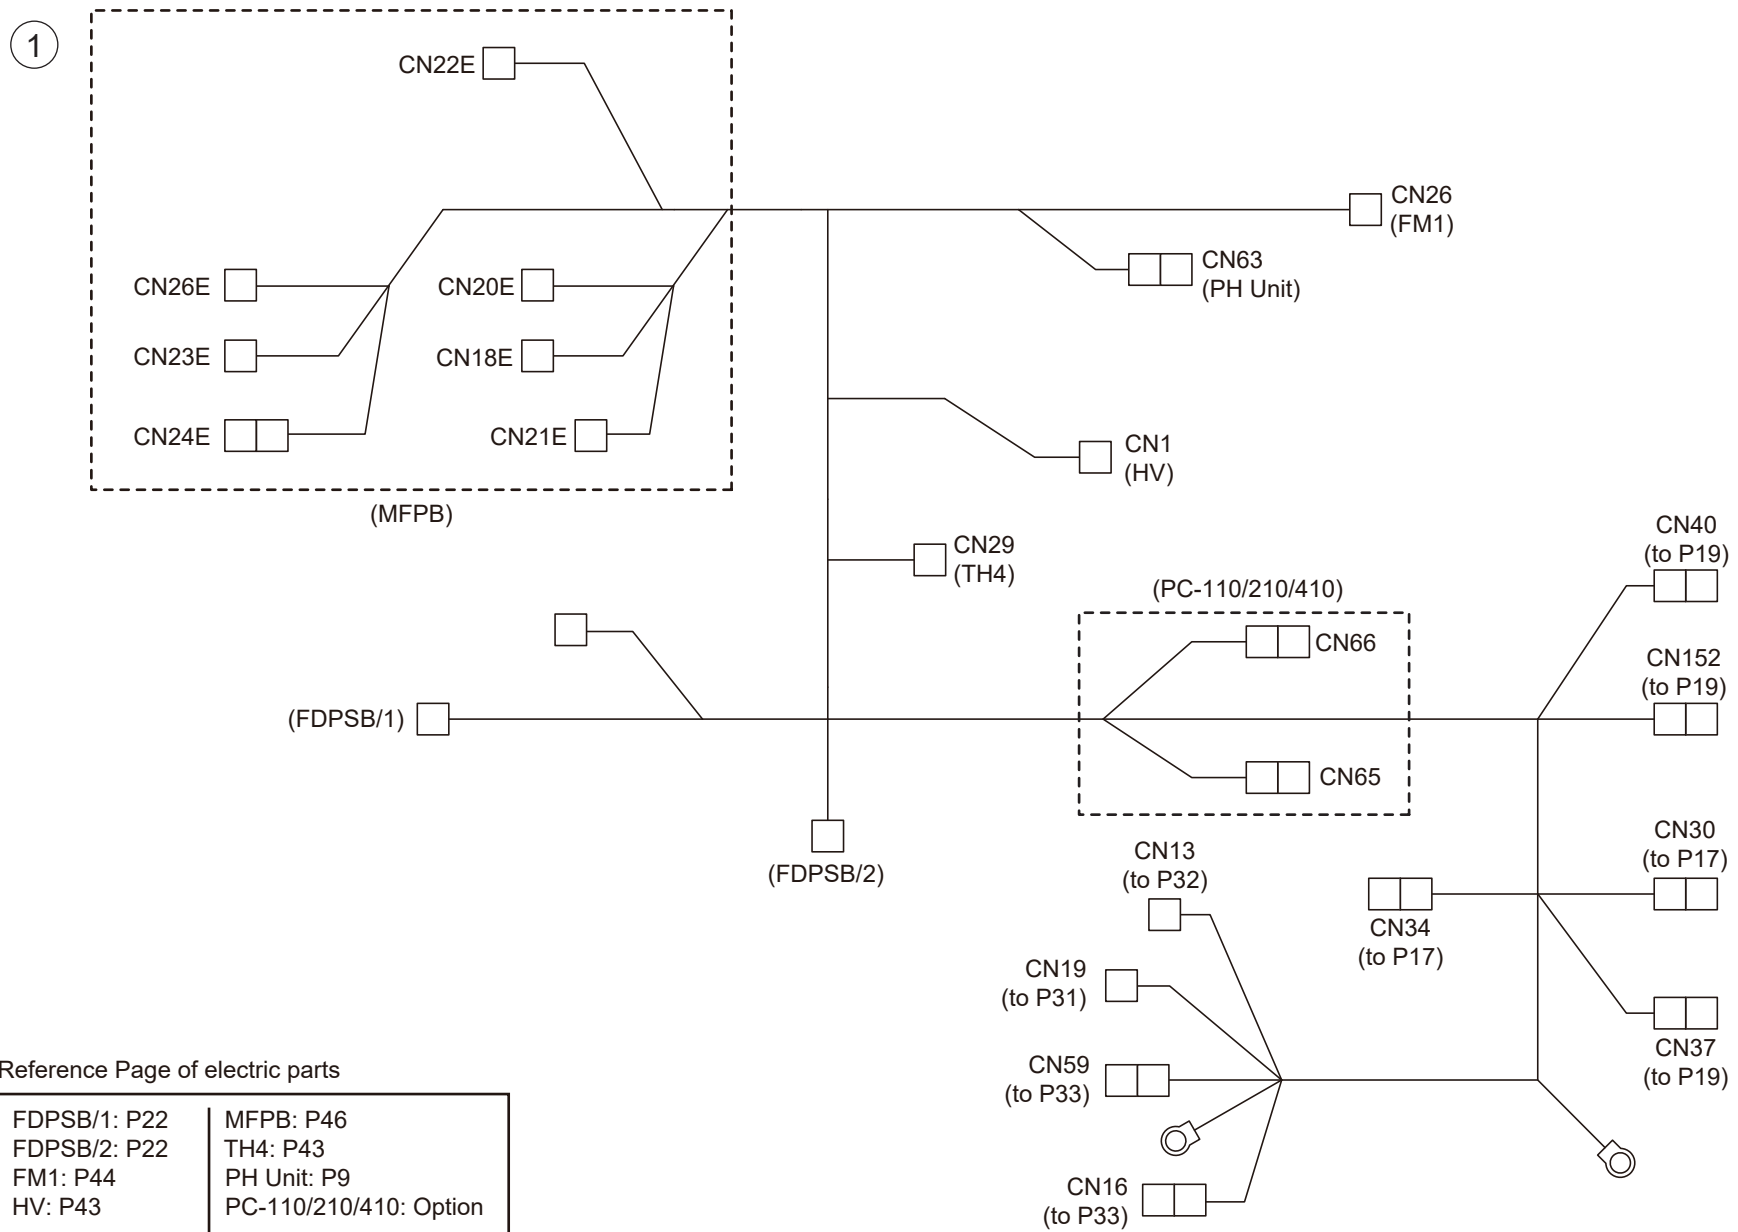 1
CN22E
CN26
(FM1)
CN63
(PH Unit)
CN26E
CN20E
CN23E
CN18E
CN24E
CN21E
CN1
(HV)
(MFPB)
CN29
(TH4)
CN40
(to P19)
(PC-110/210/410)
CN66
CN152
(to P19)
(FDPSB/1)
CN65
(FDPSB/2)
CN13
(to P32)
CN30
(to P17)
CN34
(to P17)
CN19
(to P31)
CN37
(to P19)
CN59
(to P33)
CN16
(to P33)
Reference Page of electric parts
FDPSB/1: P22
FDPSB/2: P22
FM1: P44
HV: P43
MFPB: P46
TH4: P43
PH Unit: P9
PC-110/210/410: Option